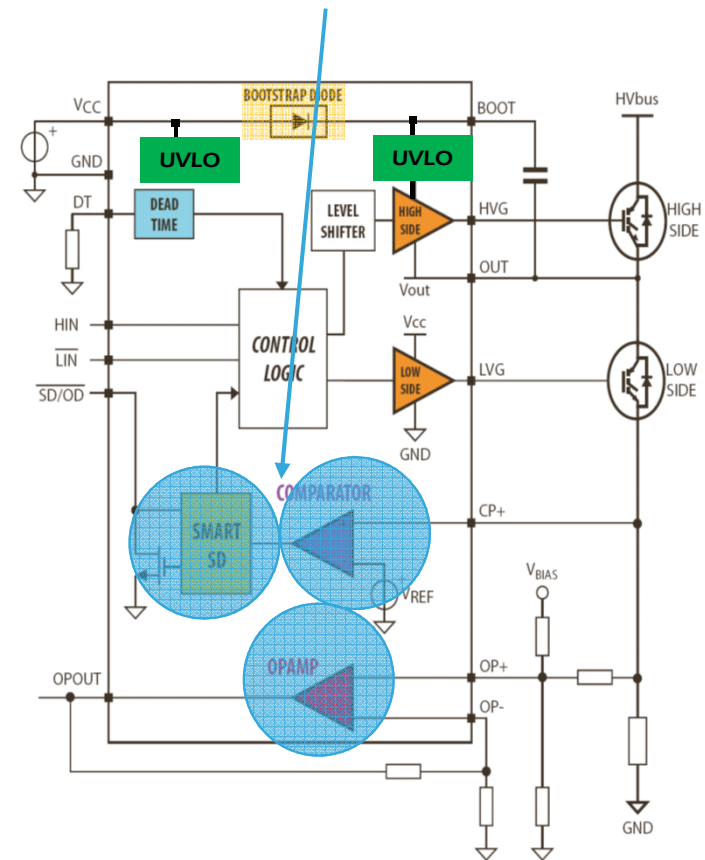 BOOTSTRAP DIODE
HVbus
VCC
BOOT
UVLO
UVLO
GND
DT
DEAD
TIME
LEVEL
SHIFTER
HIGH
SIDE
HVG
HIGH
SIDE
OUT
Vout
HIN
Vcc
CONTROL
LOGIC
LIN
LOW
SIDE
LVG
LOW
SIDE
SD/OD
GND
COMPARATOR
CP+
SMART
SD
VBIAS
VREF
OPAMP
OP+
OPOUT
OP-
GND